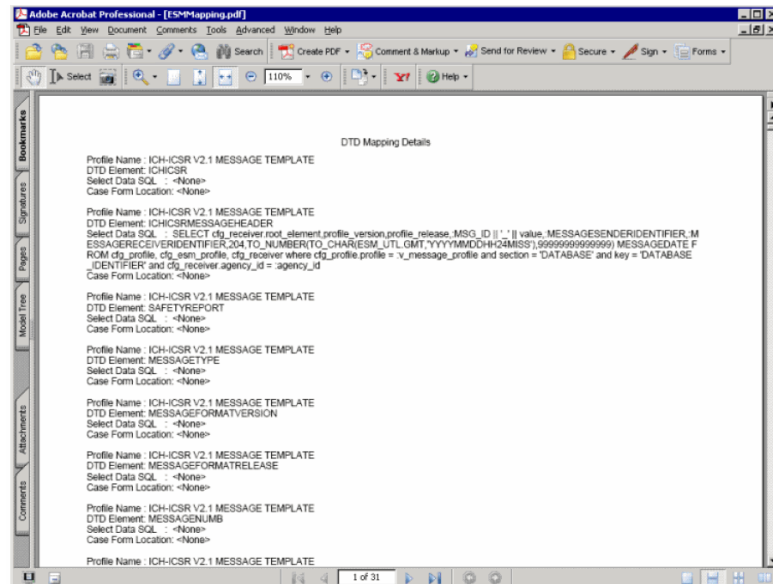 Adobe Acrobat Professional - [ESMMapping.pdf]
File Edit View Document Comments Tools Advanced Window Help
Search Create PDF Comment & Markup Send for Review Secure Sign Forms
Select 110% Y! Help
Bookmarks
Signatures
Pages
Model Tree
Attachments
Comments
DTD Mapping Details
Profile Name : ICH-ICSR V2.1 MESSAGE TEMPLATE
DTD Element: ICHICSR
Select Data SQL : <None>
Case Form Location: <None>
Profile Name : ICH-ICSR V2.1 MESSAGE TEMPLATE
DTD Element: ICHICSRMESSAGEHEADER
Select Data SQL : SELECT cfg_receiver.root_element,profile_version,profile_release,:MSG_ID || '_' || value,:MESSAGESENDERIDENTIFIER,:M
ESSAGERECEIVERIDENTIFIER,204,TO_NUMBER(TO_CHAR(ESM_UTL.GMT,'YYYYMMDDHH24MISS'),99999999999999) MESSAGEDATE F
ROM cfg_profile, cfg_esm_profile, cfg_receiver where cfg_profile.profile = :v_message_profile and section = 'DATABASE' and key = 'DATABASE
_IDENTIFIER' and cfg_receiver.agency_id = :agency_id
Case Form Location: <None>
Profile Name : ICH-ICSR V2.1 MESSAGE TEMPLATE
DTD Element: SAFETYREPORT
Select Data SQL : <None>
Case Form Location: <None>
Profile Name : ICH-ICSR V2.1 MESSAGE TEMPLATE
DTD Element: MESSAGETYPE
Select Data SQL : <None>
Case Form Location: <None>
Profile Name : ICH-ICSR V2.1 MESSAGE TEMPLATE
DTD Element: MESSAGEFORMATVERSION
Select Data SQL : <None>
Case Form Location: <None>
Profile Name : ICH-ICSR V2.1 MESSAGE TEMPLATE
DTD Element: MESSAGEFORMATRELEASE
Select Data SQL : <None>
Case Form Location: <None>
Profile Name : ICH-ICSR V2.1 MESSAGE TEMPLATE
DTD Element: MESSAGENUMB
Select Data SQL : <None>
Case Form Location: <None>
Profile Name : ICH-ICSR V2.1 MESSAGE TEMPLATE
1 of 31